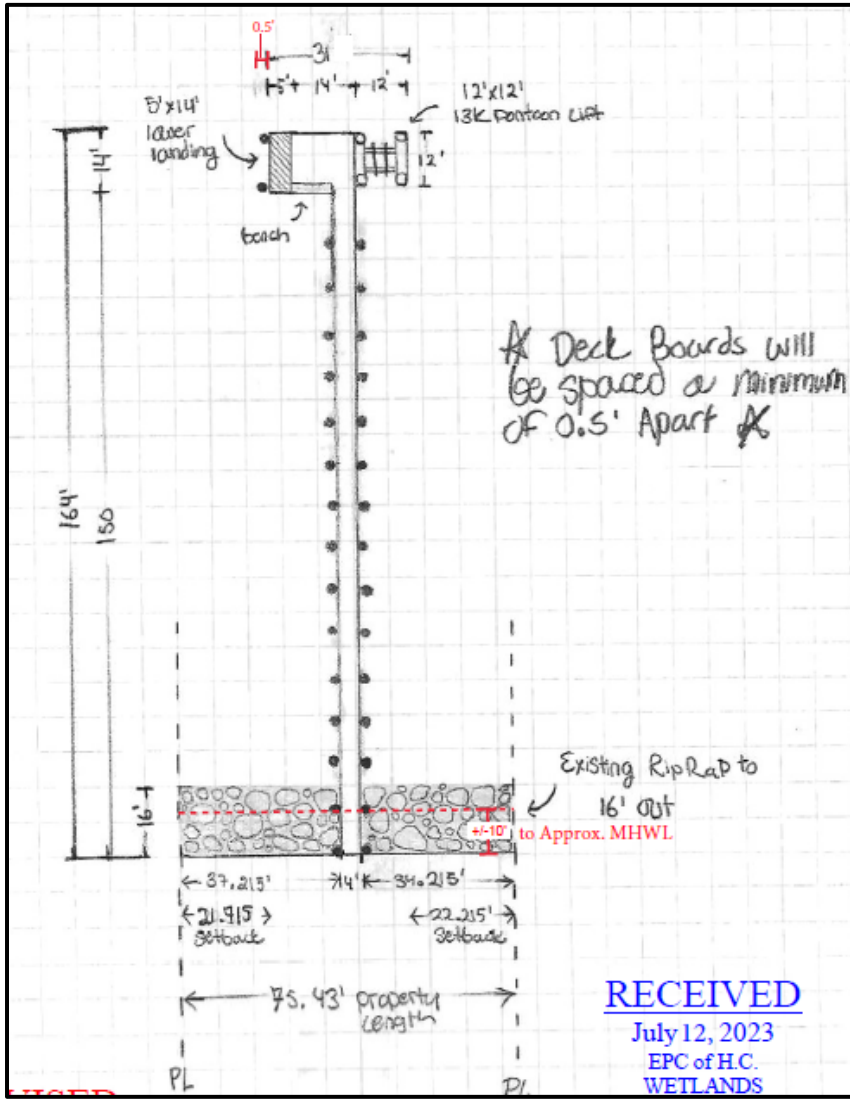 0.5'
31
5'+ 14' 12'
12'x12'
13K Pontoon Lift
5'x14'
lower
landing
14'
12'
bench
A Deck Boards will
be spaced a minimum
of 0.5' Apart A
164'
150
Existing RipRaP to
16' out
16'
+/-10' to Approx. MHWL
37.215' 4' 34.215'
22.215'
setback
setback
75.43' property
Length
RECEIVED
July 12, 2023
EPC of H.C.
WETLANDS
PL
PL